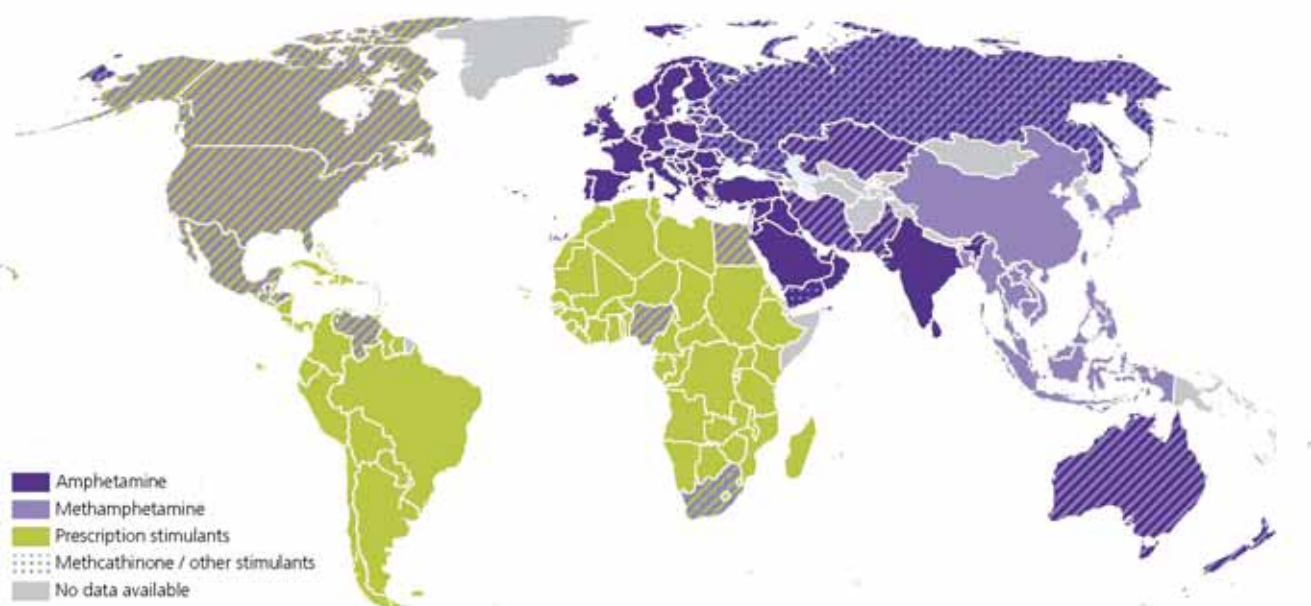 Amphetamine
Methamphetamine
Prescription stimulants
Methcathinone / other stimulants
No data available